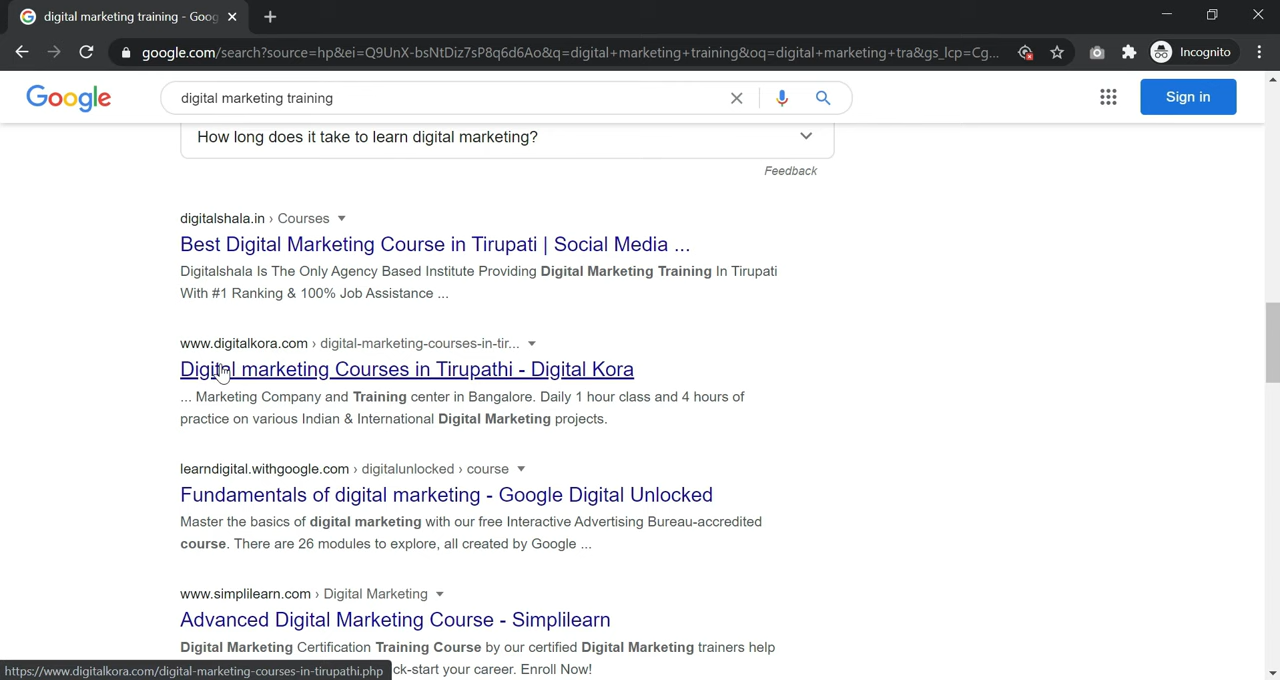 digital marketing training - Goog
google.com/search?source=hp&ei=Q9UnX-bsNtDiz7sP8q6d6Ao&q=digital+marketing+training&oq=digital+marketing+tra&gs_lcp=Cg...
Incognito
Google
digital marketing training
Sign in
How long does it take to learn digital marketing?
Feedback
digitalshala.in › Courses
Best Digital Marketing Course in Tirupati | Social Media ...
Digitalshala Is The Only Agency Based Institute Providing Digital Marketing Training In Tirupati
With #1 Ranking & 100% Job Assistance ...
www.digitalkora.com › digital-marketing-courses-in-tir...
Digital marketing Courses in Tirupathi - Digital Kora
... Marketing Company and Training center in Bangalore. Daily 1 hour class and 4 hours of
practice on various Indian & International Digital Marketing projects.
learndigital.withgoogle.com › digitalunlocked › course
Fundamentals of digital marketing - Google Digital Unlocked
Master the basics of digital marketing with our free Interactive Advertising Bureau-accredited
course. There are 26 modules to explore, all created by Google ...
www.simplilearn.com › Digital Marketing
Advanced Digital Marketing Course - Simplilearn
Digital Marketing Certification Training Course by our certified Digital Marketing trainers help
https://www.digitalkora.com/digital-marketing-courses-in-tirupathi.php ck-start your career. Enroll Now!